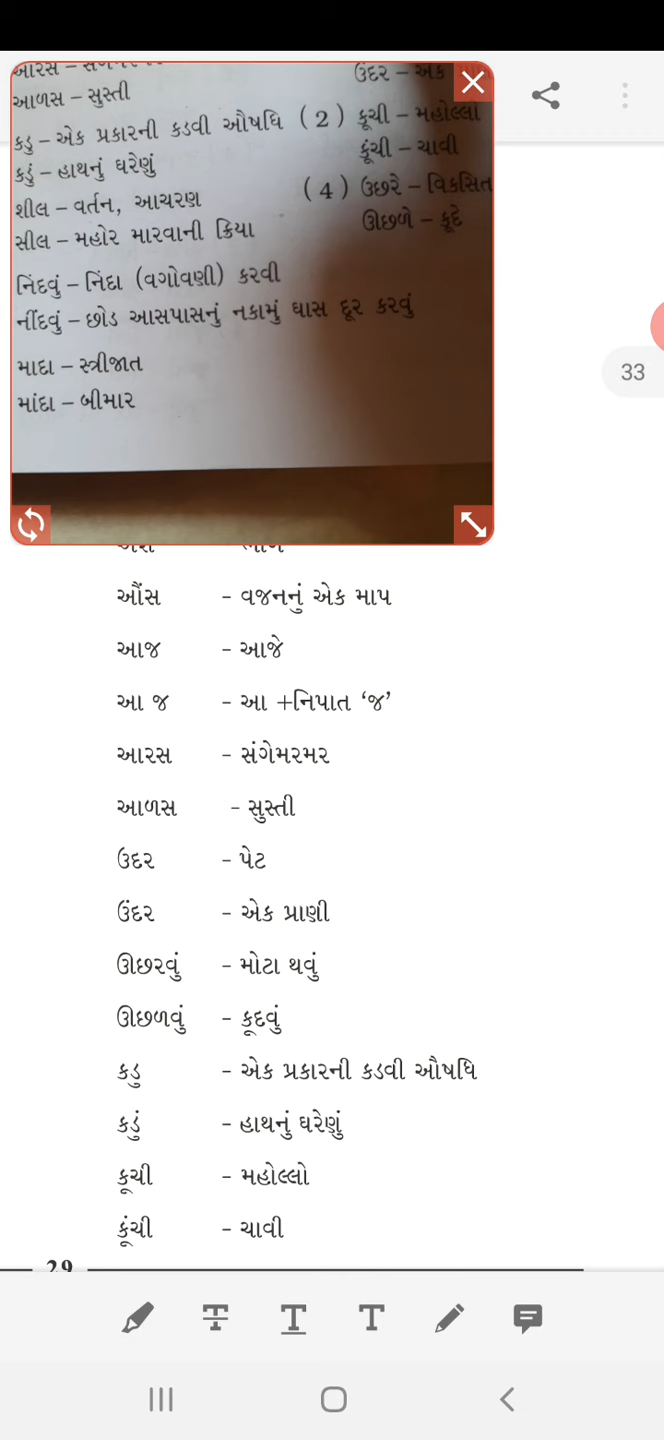 આળસ – સુસ્તી
ઉંદર – એક
કડુ – એક પ્રકારની કડવી ઔષધિ (2) કૂચી – મહોલ્લો
કડું – હાથનું ઘરેણું
કૂંચી – ચાવી
શીલ – વર્તન, આચરણ
(4) ઉછરે – વિકસિત
સીલ – મહોર મારવાની ક્રિયા
ઊછળે – કૂદે
નિંદવું – નિંદા (વગોવણી) કરવી
નીંદવું – છોડ આસપાસનું નકામું ઘાસ દૂર કરવું
માદા – સ્ત્રીજાત
માંદા – બીમાર
33
ઔંસ - વજનનું એક માપ
આજ - આજે
આ જ - આ +નિપાત ‘જ’
આરસ - સંગેમરમર
આળસ - સુસ્તી
ઉદર - પેટ
ઉંદર - એક પ્રાણી
ઊછરવું - મોટા થવું
ઊછળવું - કૂદવું
કડુ - એક પ્રકારની કડવી ઔષધિ
કડું - હાથનું ઘરેણું
કૂચી - મહોલ્લો
કૂંચી - ચાવી
29